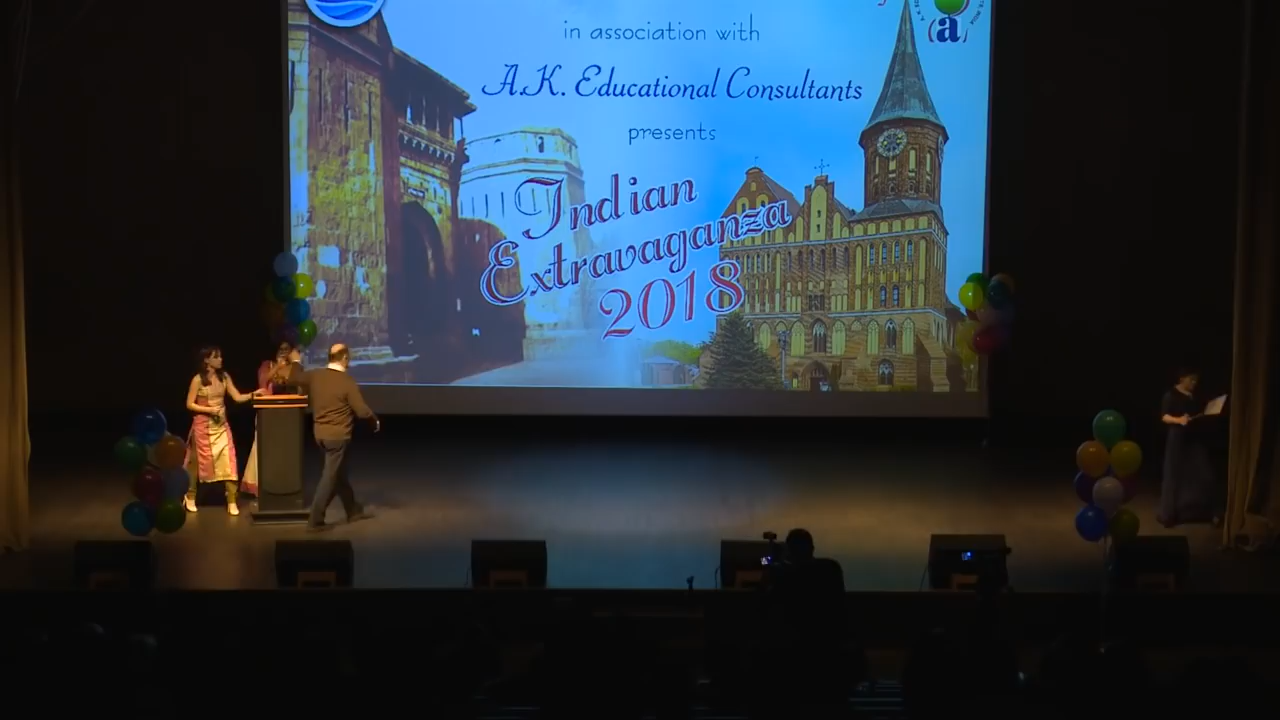 in association with
A.K. Educational Consultants
presents
Indian
Extravaganza
2018
a